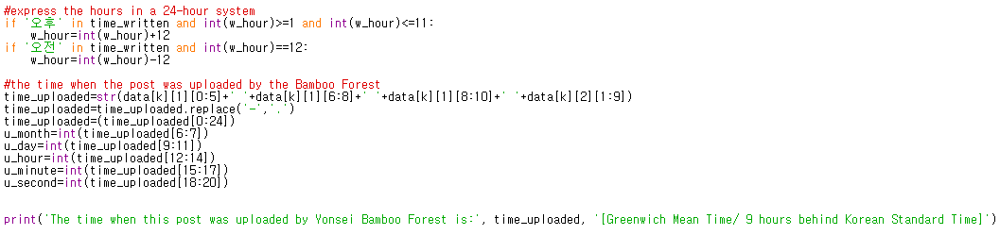 #express the hours in a 24-hour system
if '오후' in time_written and int(w_hour)>=1 and int(w_hour)<=11:
    w_hour=int(w_hour)+12
if '오전' in time_written and int(w_hour)==12:
    w_hour=int(w_hour)-12

#the time when the post was uploaded by the Bamboo Forest
time_uploaded=str(data[k][1][0:5]+' '+data[k][1][6:8]+' '+data[k][1][8:10]+' '+data[k][2][1:9])
time_uploaded=time_uploaded.replace('-','.')
time_uploaded=(time_uploaded[0:24])
u_month=int(time_uploaded[6:7])
u_day=int(time_uploaded[9:11])
u_hour=int(time_uploaded[12:14])
u_minute=int(time_uploaded[15:17])
u_second=int(time_uploaded[18:20])

print('The time when this post was uploaded by Yonsei Bamboo Forest is:', time_uploaded, '[Greenwich Mean Time/ 9 hours behind Korean Standard Time]')